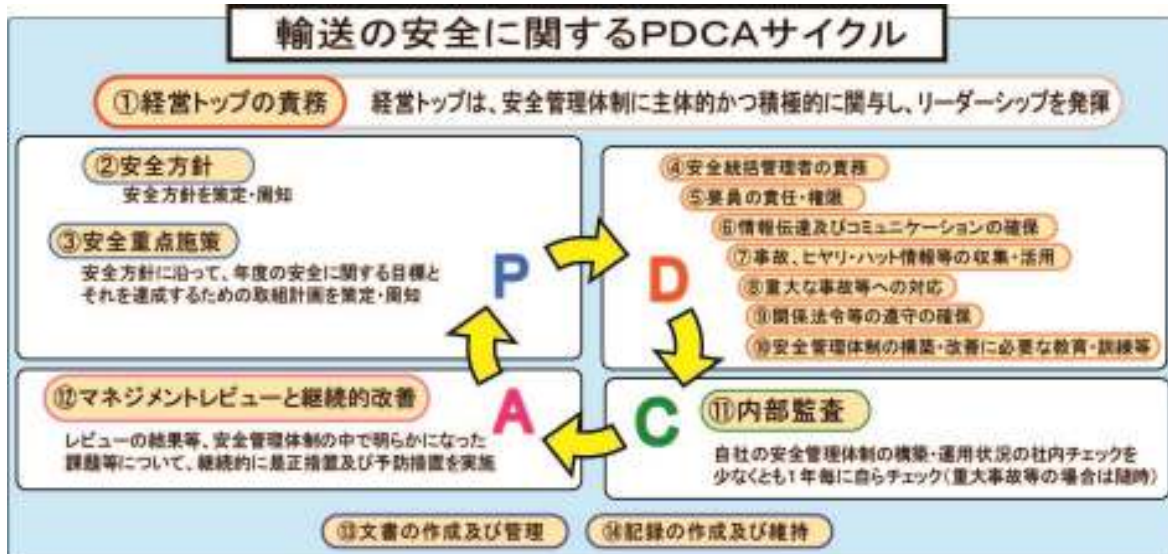 輸送の安全に関するPDCAサイクル
①経営トップの責務
経営トップは、安全管理体制に主体的かつ積極的に関与し、リーダーシップを発揮
②安全方針
安全方針を策定・周知
③安全重点施策
安全方針に沿って、年度の安全に関する目標と
それを達成するための取組計画を策定・周知
P
D
④安全統括管理者の責務
⑤要員の責任・権限
⑥情報伝達及びコミュニケーションの確保
⑦事故、ヒヤリ・ハット情報等の収集・活用
⑧重大な事故等への対応
⑨関係法令等の遵守の確保
⑩安全管理体制の構築・改善に必要な教育・訓練等
⑫マネジメントレビューと継続的改善
レビューの結果等、安全管理体制の中で明らかになった
課題等について、継続的に是正措置及び予防措置を実施
A
C
⑪内部監査
自社の安全管理体制の構築・運用状況の社内チェックを
少なくとも1年毎に自らチェック(重大事故等の場合は随時)
⑬文書の作成及び管理
⑭記録の作成及び維持